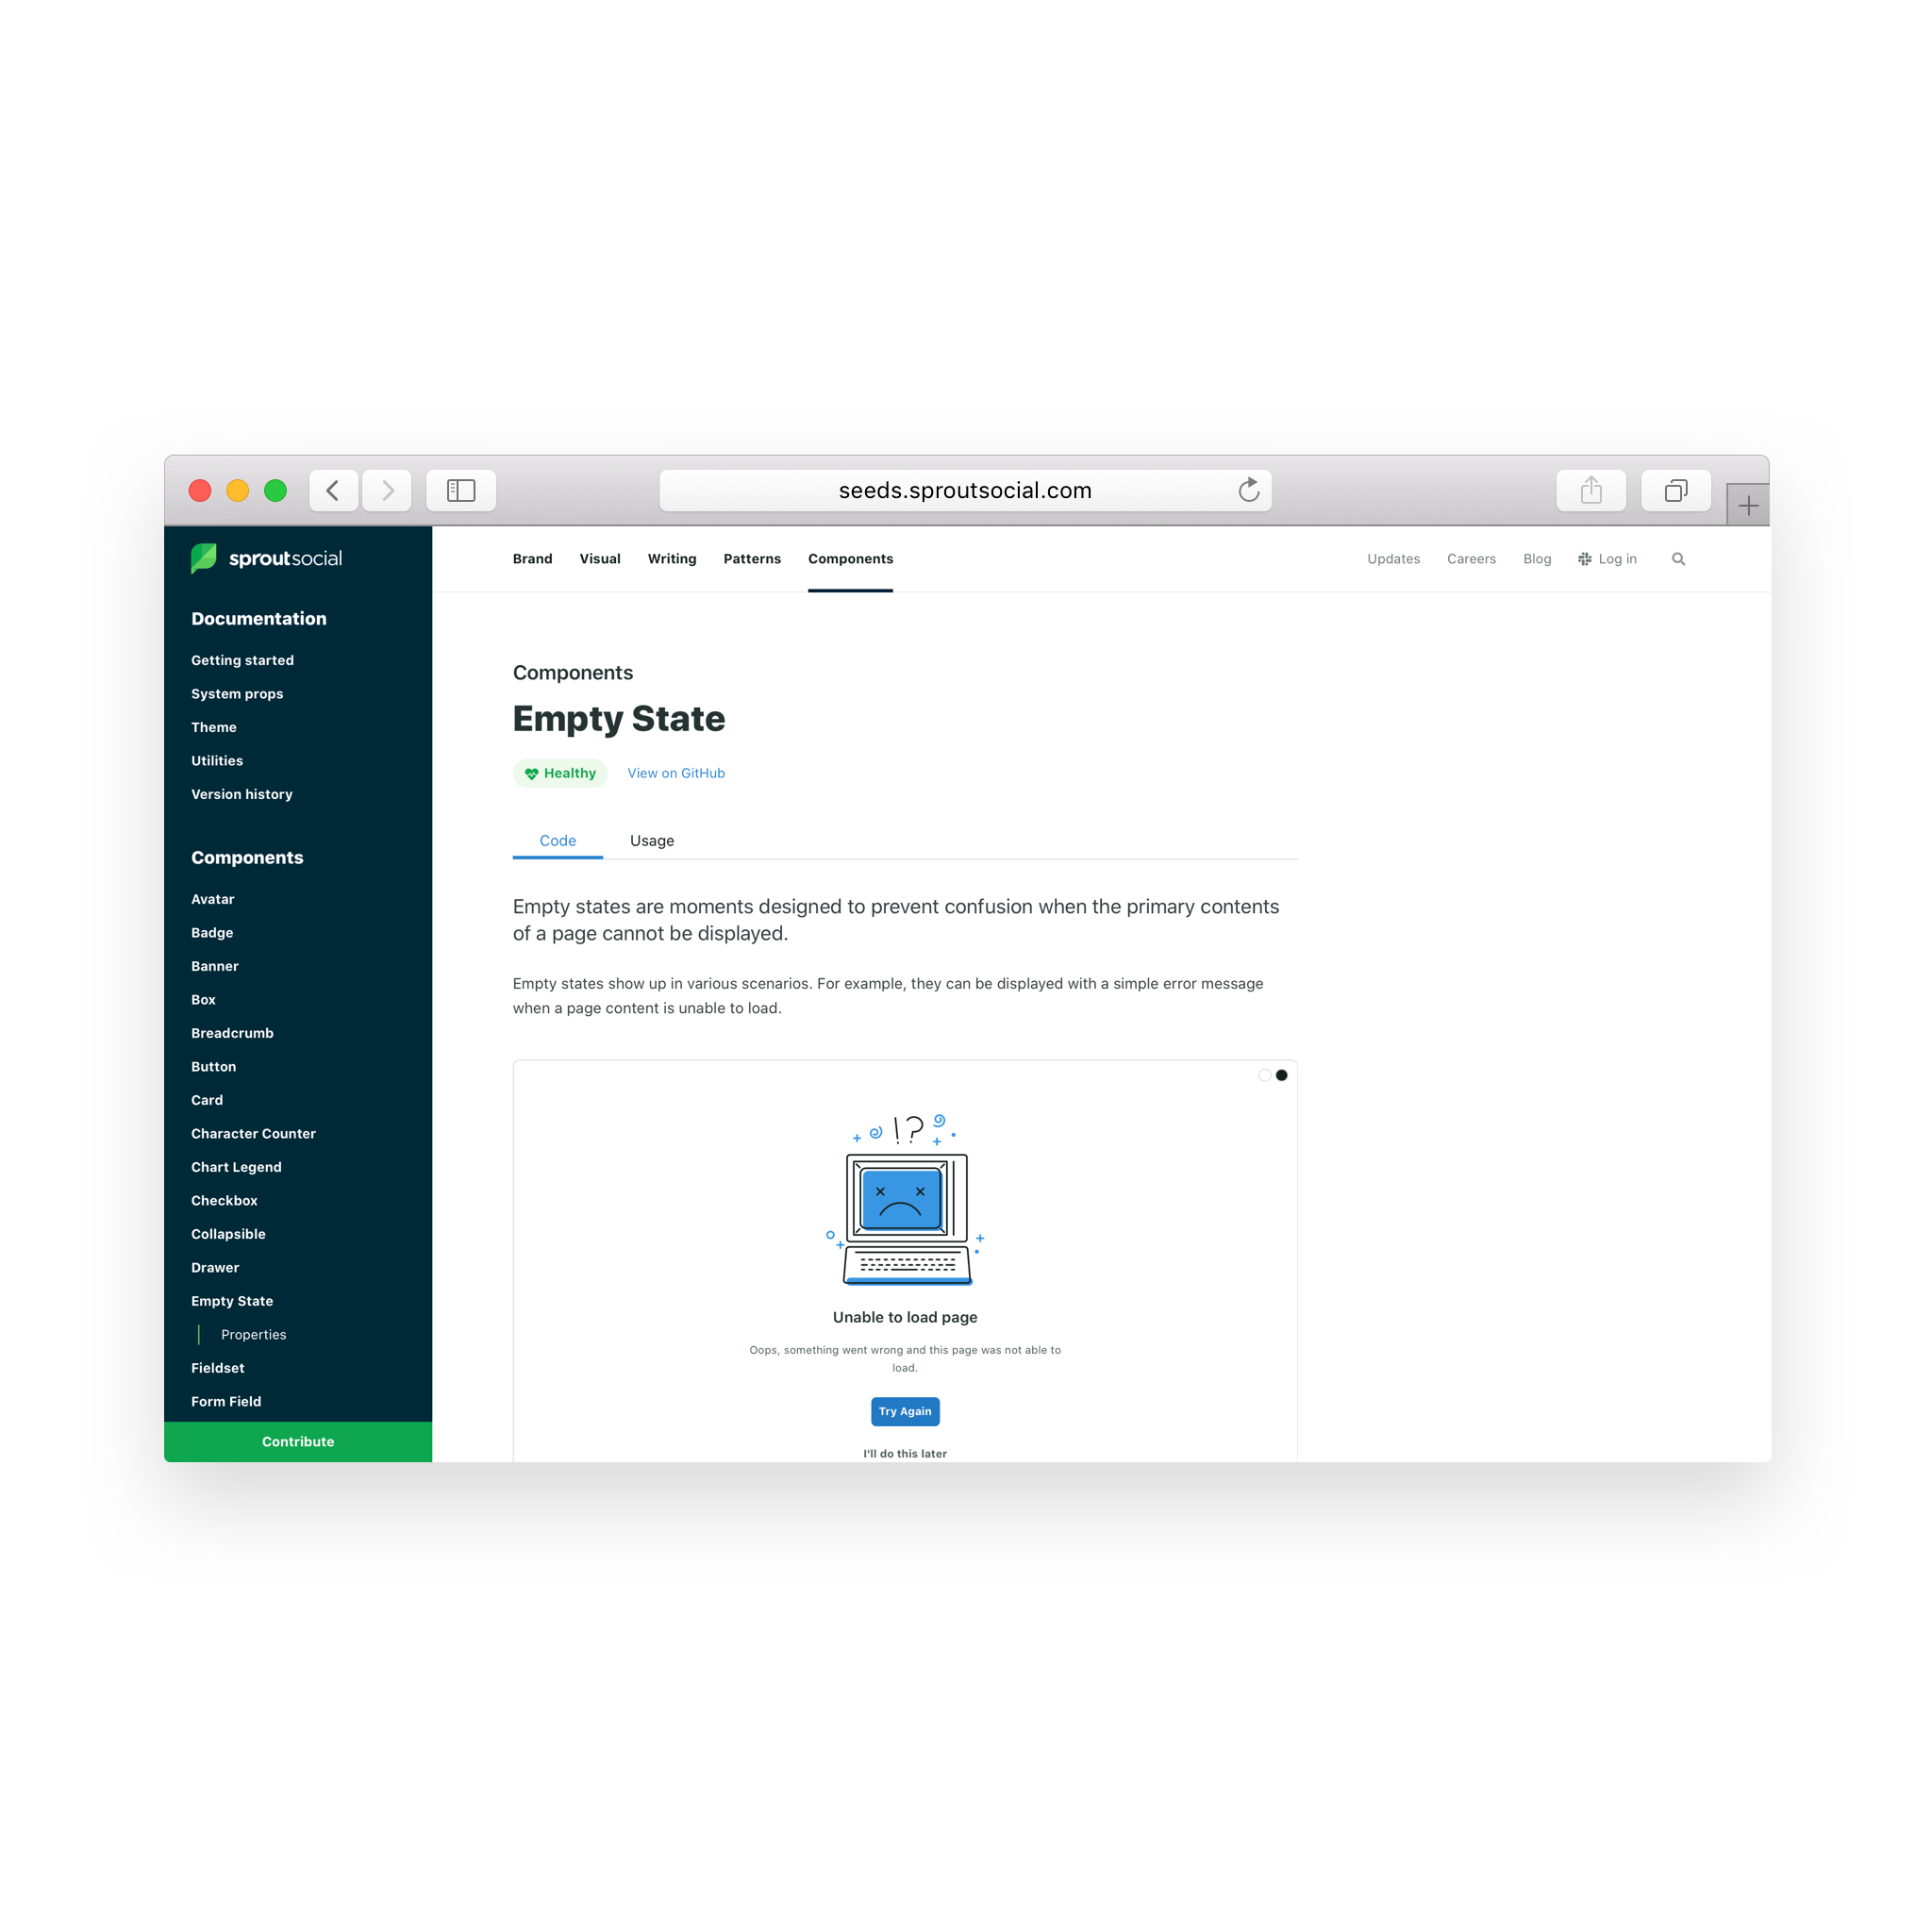 seeds.sproutsocial.com
sproutsocial
Documentation
Getting started
System props
Theme
Utilities
Version history
Components
Avatar
Badge
Banner
Box
Breadcrumb
Button
Card
Character Counter
Chart Legend
Checkbox
Collapsible
Drawer
Empty State
Properties
Fieldset
Form Field
Contribute
Brand Visual Writing Patterns Components
Updates Careers Blog Log in
Components
Empty State
Healthy View on GitHub
Code Usage
Empty states are moments designed to prevent confusion when the primary contents
of a page cannot be displayed.
Empty states show up in various scenarios. For example, they can be displayed with a simple error message
when a page content is unable to load.
!?
Unable to load page
Oops, something went wrong and this page was not able to
load.
Try Again
I'll do this later